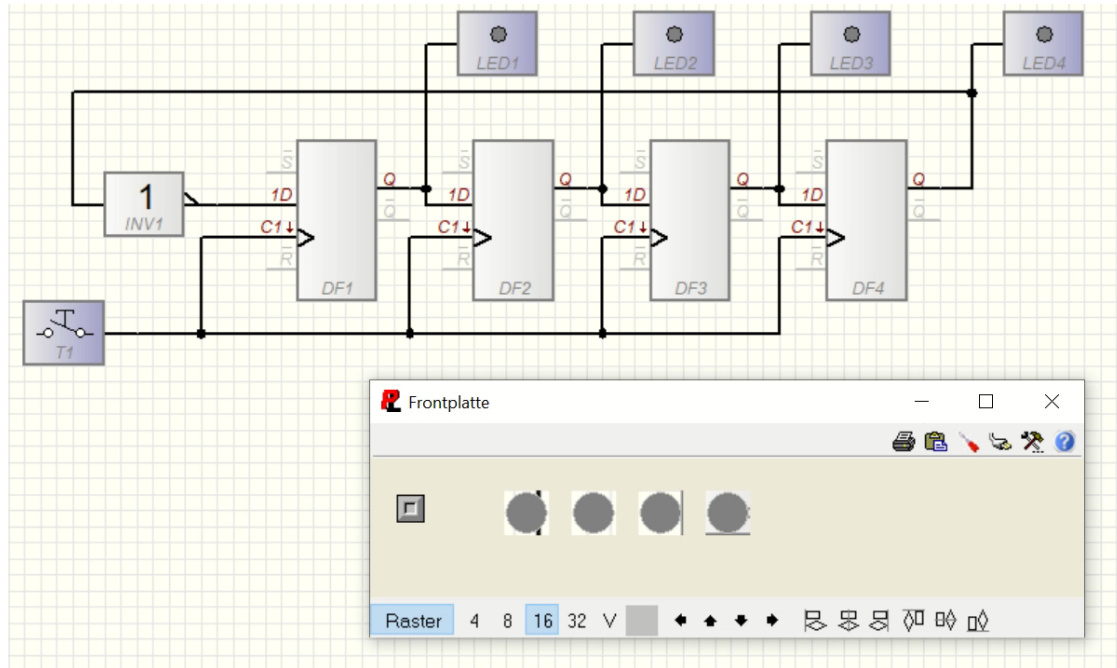 LED1 LED2 LED3 LED4
S̅ S̅ S̅ S̅
1 1D Q 1D Q 1D Q 1D Q
INV1 C1↓ Q̅ C1↓ Q̅ C1↓ Q̅ C1↓ Q̅
R̅ R̅ R̅ R̅
DF1 DF2 DF3 DF4
T1
Frontplatte
Raster 4 8 16 32 V